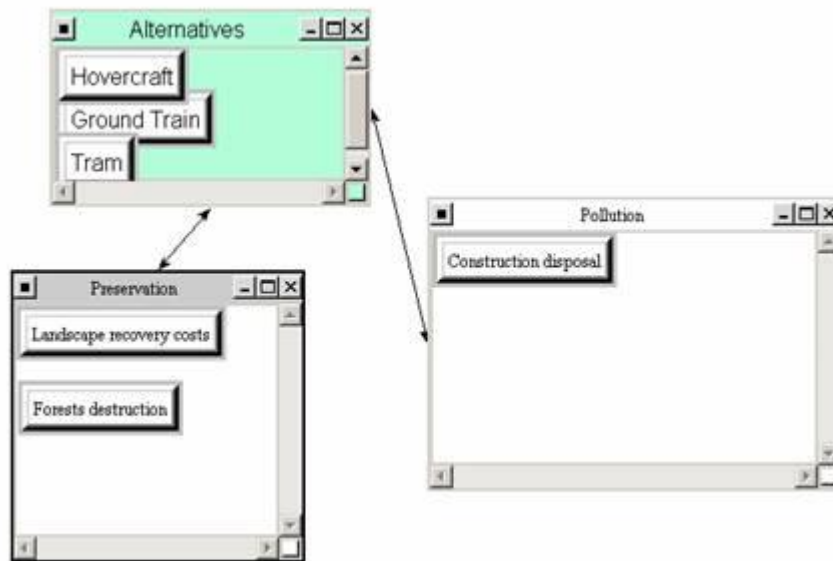 Alternatives
Hovercraft
Ground Train
Tram
Pollution
Construction disposal
Preservation
Landscape recovery costs
Forests destruction